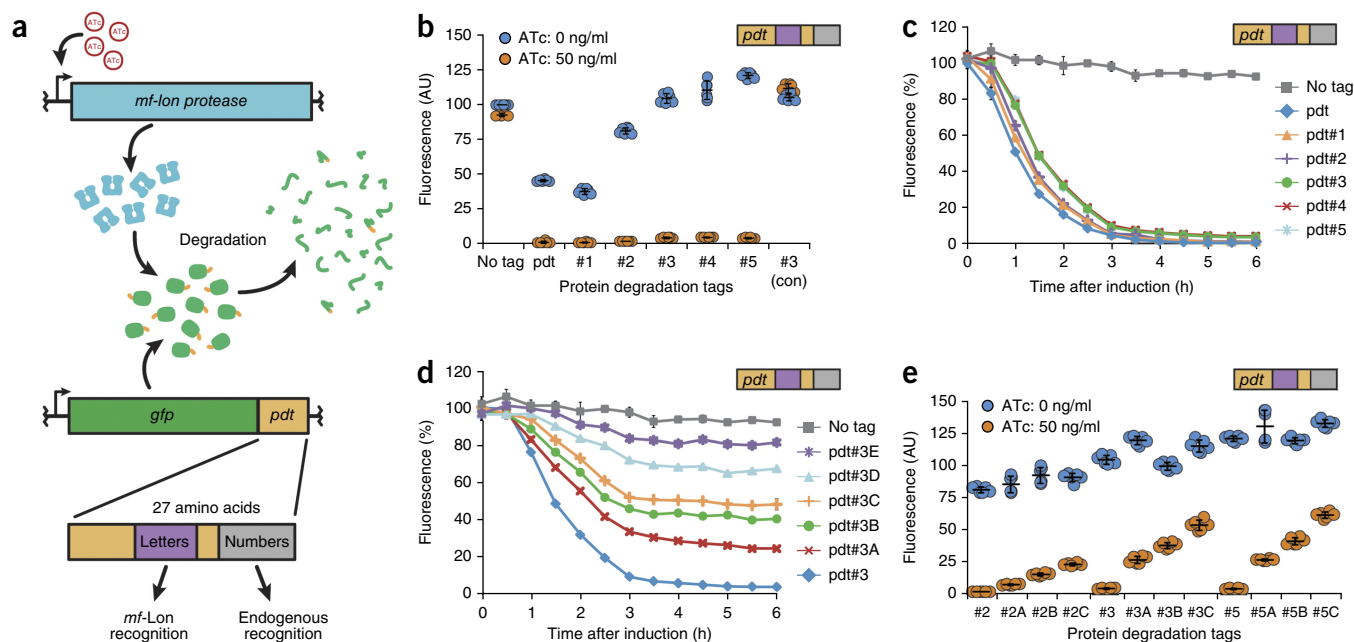 a
ATc
ATc
ATc
ATc
mf-lon protease
Degradation
gfp
pdt
27 amino acids
Letters
Numbers
mf-Lon
recognition
Endogenous
recognition
b
ATc: 0 ng/ml
ATc: 50 ng/ml
pdt
Fluorescence (AU)
150
125
100
75
50
25
0
No tag
pdt
#1
#2
#3
#4
#5
#3
(con)
Protein degradation tags
c
pdt
Fluorescence (%)
120
100
80
60
40
20
0
0
1
2
3
4
5
6
Time after induction (h)
No tag
pdt
pdt#1
pdt#2
pdt#3
pdt#4
pdt#5
d
pdt
Fluorescence (%)
120
100
80
60
40
20
0
0
1
2
3
4
5
6
Time after induction (h)
No tag
pdt#3E
pdt#3D
pdt#3C
pdt#3B
pdt#3A
pdt#3
e
pdt
ATc: 0 ng/ml
ATc: 50 ng/ml
Fluorescence (AU)
150
125
100
75
50
25
0
#2
#2A
#2B
#2C
#3
#3A
#3B
#3C
#5
#5A
#5B
#5C
Protein degradation tags